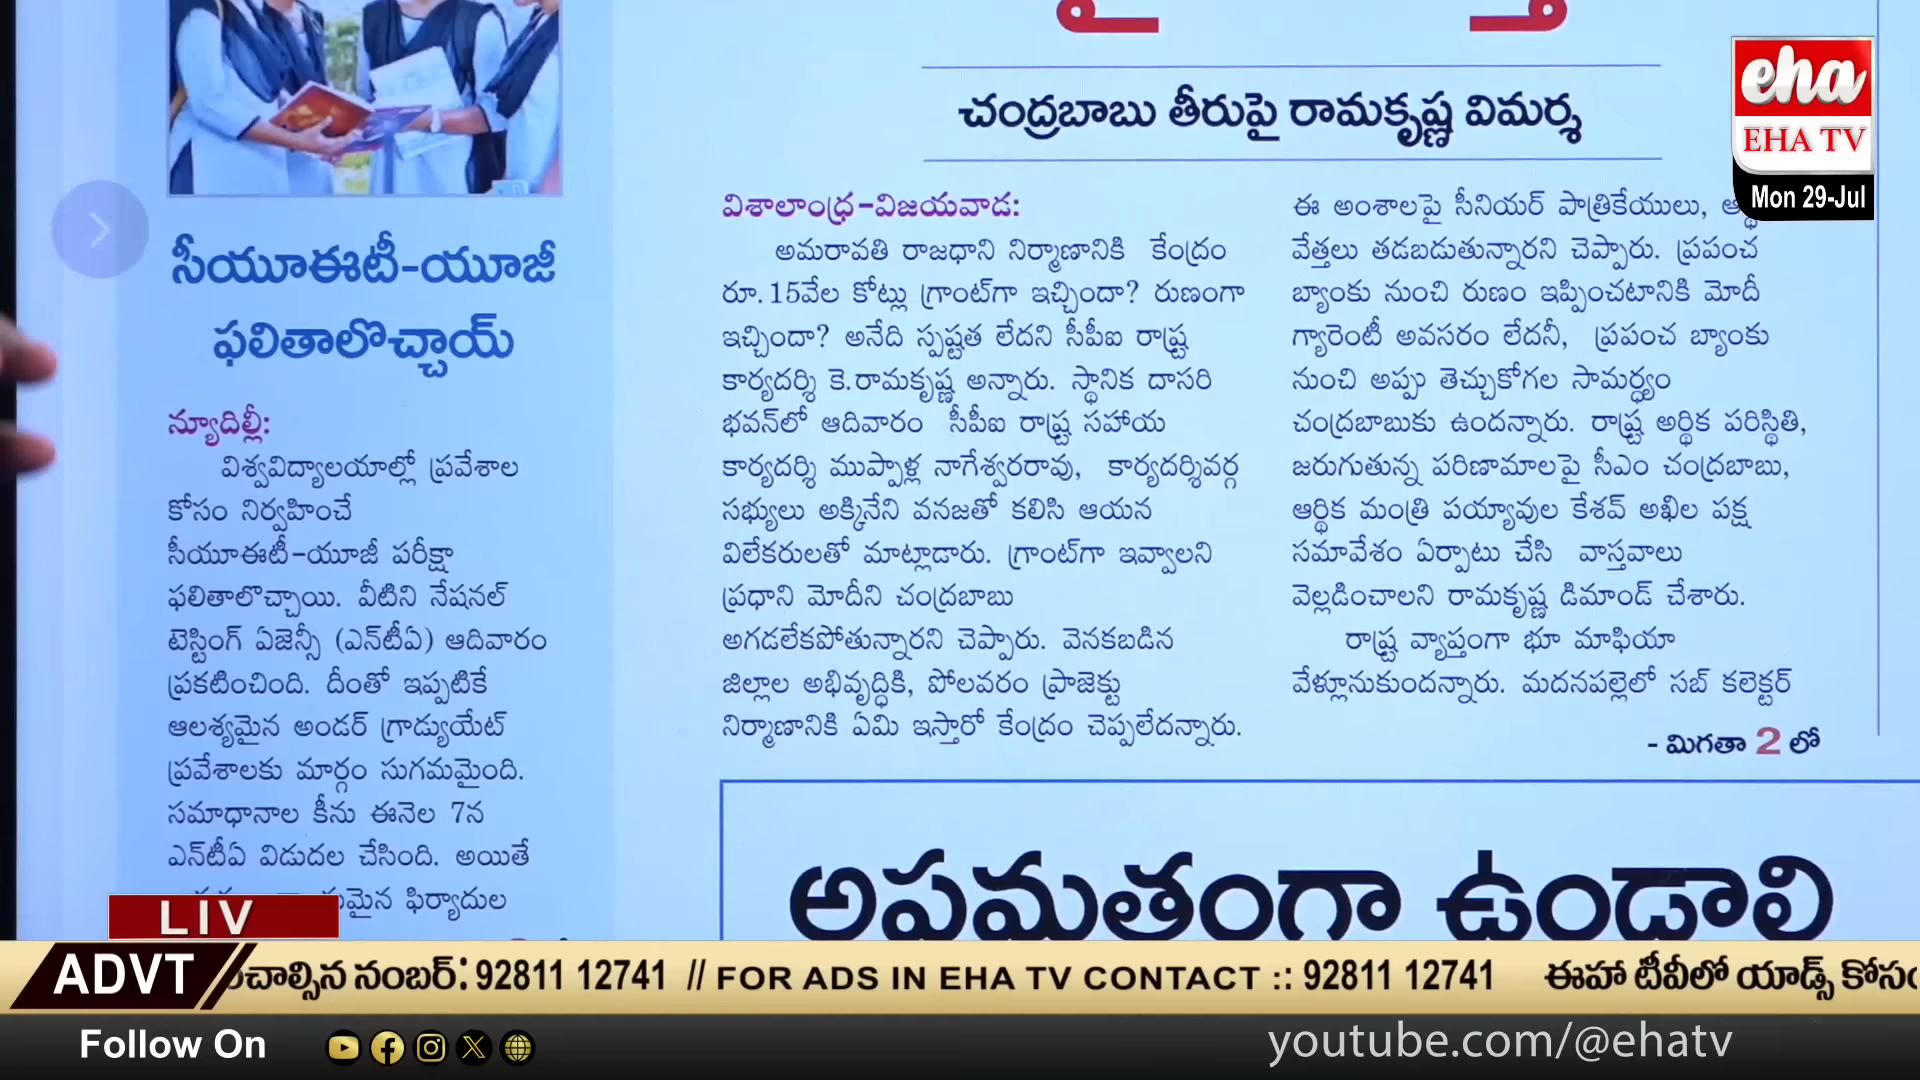 eha
EHA TV
Mon 29-Jul
చంద్రబాబు తీరుపై రామకృష్ణ విమర్శ
సీయూఈటీ-యూజీ
ఫలితాలొచ్చాయ్
న్యూదిల్లీ:
విశ్వవిద్యాలయాల్లో ప్రవేశాల
కోసం నిర్వహించే
సీయూఈటీ-యూజీ పరీక్షా
ఫలితాలొచ్చాయి. వీటిని నేషనల్
టెస్టింగ్ ఏజెన్సీ (ఎన్‌టీఏ) ఆదివారం
ప్రకటించింది. దీంతో ఇప్పటికే
ఆలశ్యమైన అండర్ గ్రాడ్యుయేట్
ప్రవేశాలకు మార్గం సుగమమైంది.
సమాధానాల కీను ఈనెల 7న
ఎన్‌టీఏ విడుదల చేసింది. అయితే
ఫిర్యాదుల
విశాలాంధ్ర-విజయవాడ:
అమరావతి రాజధాని నిర్మాణానికి కేంద్రం
రూ.15వేల కోట్లు గ్రాంట్‌గా ఇచ్చిందా? రుణంగా
ఇచ్చిందా? అనేది స్పష్టత లేదని సీపీఐ రాష్ట్ర
కార్యదర్శి కె.రామకృష్ణ అన్నారు. స్థానిక దాసరి
భవన్‌లో ఆదివారం సీపీఐ రాష్ట్ర సహాయ
కార్యదర్శి ముప్పాళ్ల నాగేశ్వరరావు, కార్యదర్శివర్గ
సభ్యులు అక్కినేని వనజతో కలిసి ఆయన
విలేకరులతో మాట్లాడారు. గ్రాంట్‌గా ఇవ్వాలని
ప్రధాని మోదీని చంద్రబాబు
అగడలేకపోతున్నారని చెప్పారు. వెనకబడిన
జిల్లాల అభివృద్ధికి, పోలవరం ప్రాజెక్టు
నిర్మాణానికి ఏమి ఇస్తారో కేంద్రం చెప్పలేదన్నారు.
ఈ అంశాలపై సీనియర్ పాత్రికేయులు,
వేత్తలు తడబడుతున్నారని చెప్పారు. ప్రపంచ
బ్యాంకు నుంచి రుణం ఇప్పించటానికి మోదీ
గ్యారెంటీ అవసరం లేదనీ, ప్రపంచ బ్యాంకు
నుంచి అప్పు తెచ్చుకోగల సామర్థ్యం
చంద్రబాబుకు ఉందన్నారు. రాష్ట్ర అర్థిక పరిస్థితి,
జరుగుతున్న పరిణామాలపై సీఎం చంద్రబాబు,
ఆర్థిక మంత్రి పయ్యావుల కేశవ్ అఖిల పక్ష
సమావేశం ఏర్పాటు చేసి వాస్తవాలు
వెల్లడించాలని రామకృష్ణ డిమాండ్ చేశారు.
రాష్ట్ర వ్యాప్తంగా భూ మాఫియా
వేళ్లూనుకుందన్నారు. మదనపల్లెలో సబ్ కలెక్టర్
- మిగతా 2 లో
అప్రమత్తంగా ఉండాలి
LIV
ADVT
నంబర్: 92811 12741 // FOR ADS IN EHA TV CONTACT :: 92811 12741 ఈహా టీవీలో యాడ్స్ కోసం
Follow On
youtube.com/@ehatv